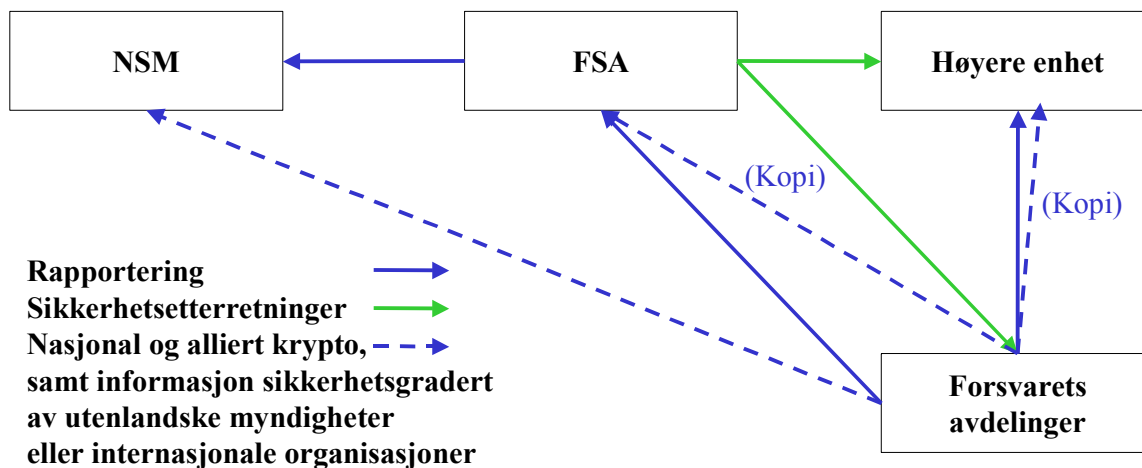 NSM
FSA
Høyere enhet
(Kopi)
(Kopi)
Rapportering
Sikkerhetsetterretninger
Nasjonal og alliert krypto,
samt informasjon sikkerhetsgradert
av utenlandske myndigheter
eller internasjonale organisasjoner
Forsvarets
avdelinger